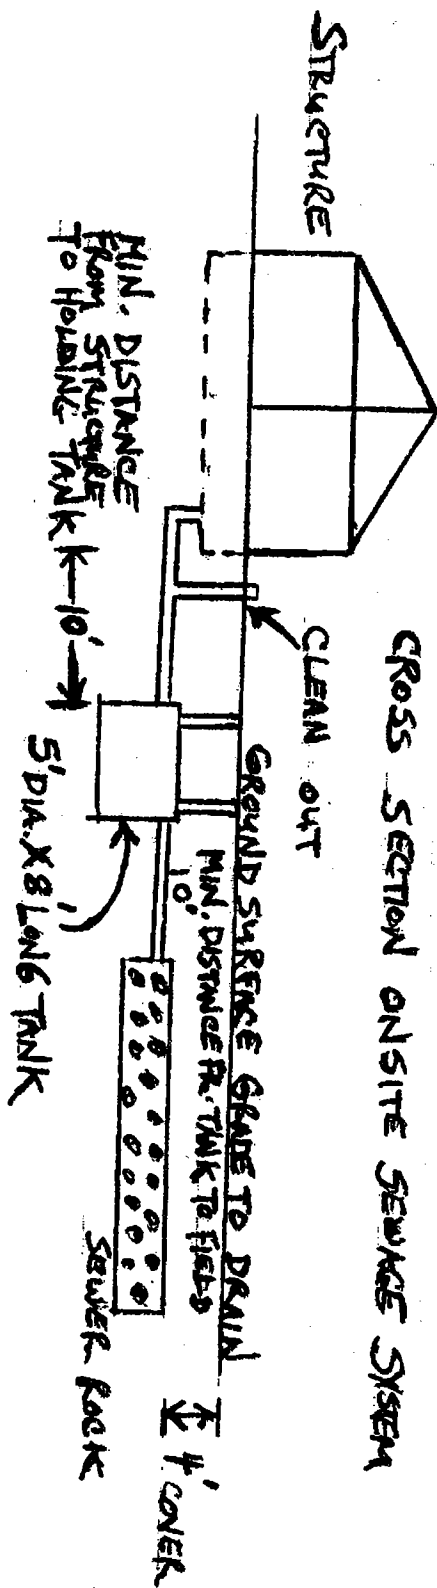 CROSS SECTION ONSITE SEWAGE SYSTEM
STRUCTURE
CLEAN OUT
GROUND SURFACE GRADE TO DRAIN
MIN. DISTANCE FR. TANK TO FIELD
10'
4' COVER
MIN. DISTANCE
FROM STRUCTURE
TO HOLDING TANK
10'
5' DIA. X 8' LONG TANK
SEWER ROCK